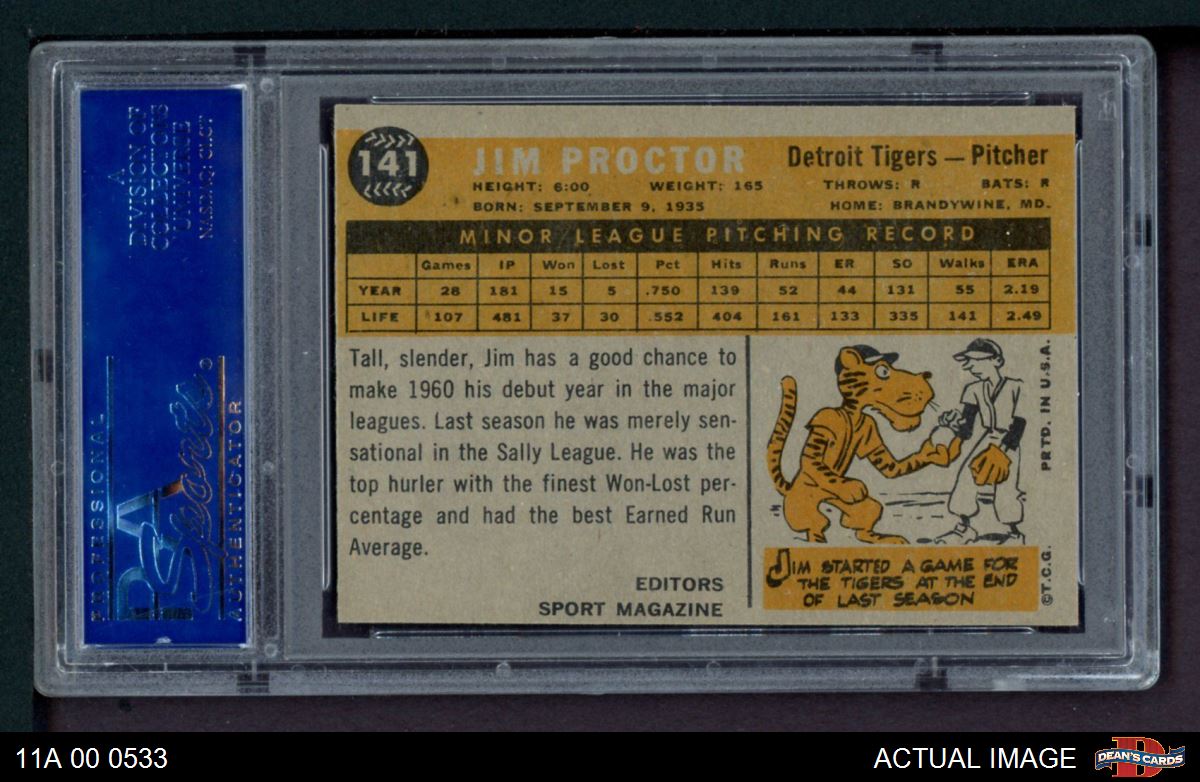 A
DIVISION OF
COLLECTORS
UNIVERSE
NASDAQ: CLCT
PROFESSIONAL
PSA
Sports
AUTHENTICATOR
141
JIM PROCTOR
Detroit Tigers — Pitcher
HEIGHT: 6:00 WEIGHT: 165 THROWS: R BATS: R
BORN: SEPTEMBER 9, 1935 HOME: BRANDYWINE, MD.
MINOR LEAGUE PITCHING RECORD
Games IP Won Lost Pct Hits Runs ER SO Walks ERA
YEAR 28 181 15 5 .750 139 52 44 131 55 2.19
LIFE 107 481 37 30 .552 404 161 133 335 141 2.49
Tall, slender, Jim has a good chance to
make 1960 his debut year in the major
leagues. Last season he was merely sen-
sational in the Sally League. He was the
top hurler with the finest Won-Lost per-
centage and had the best Earned Run
Average.
EDITORS
SPORT MAGAZINE
JIM STARTED A GAME FOR
THE TIGERS AT THE END
OF LAST SEASON
©T.C.G. PRTD. IN U.S.A.
11A 00 0533
ACTUAL IMAGE
D
DEAN'S CARDS